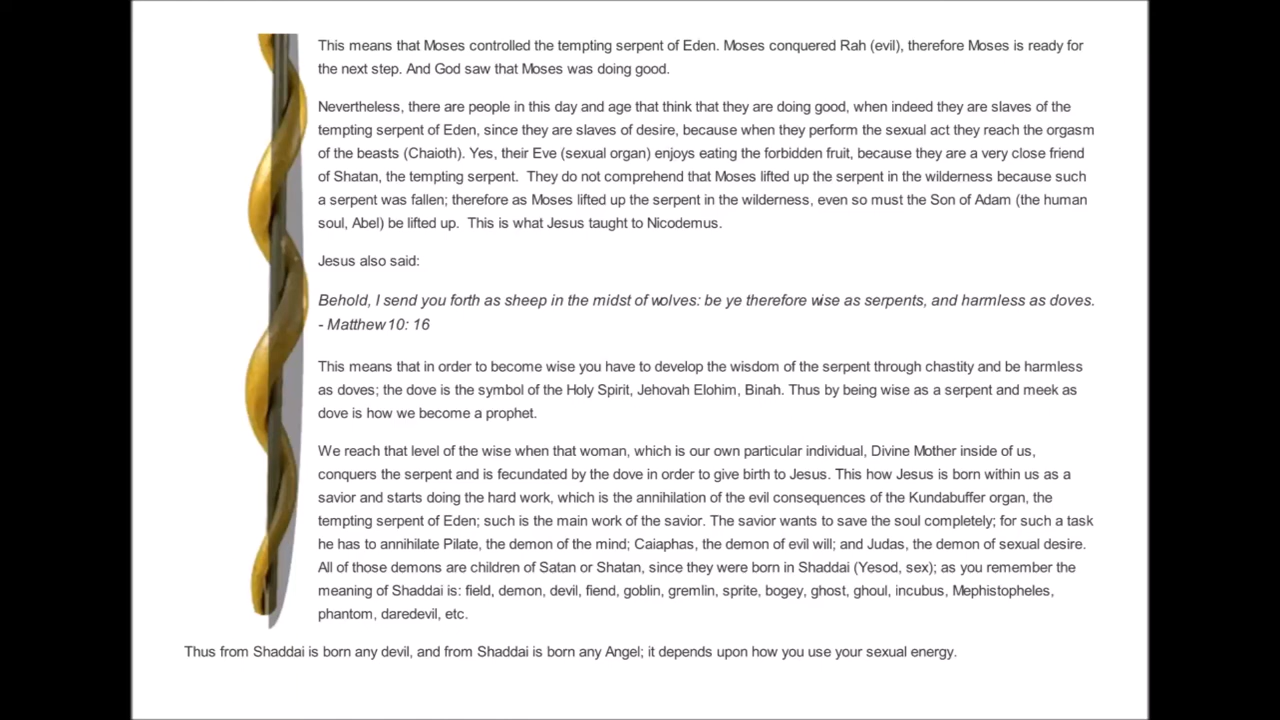 This means that Moses controlled the tempting serpent of Eden. Moses conquered Rah (evil), therefore Moses is ready for
the next step. And God saw that Moses was doing good.
Nevertheless, there are people in this day and age that think that they are doing good, when indeed they are slaves of the
tempting serpent of Eden, since they are slaves of desire, because when they perform the sexual act they reach the orgasm
of the beasts (Chaioth). Yes, their Eve (sexual organ) enjoys eating the forbidden fruit, because they are a very close friend
of Shatan, the tempting serpent. They do not comprehend that Moses lifted up the serpent in the wilderness because such
a serpent was fallen; therefore as Moses lifted up the serpent in the wilderness, even so must the Son of Adam (the human
soul, Abel) be lifted up. This is what Jesus taught to Nicodemus.
Jesus also said:
Behold, I send you forth as sheep in the midst of wolves: be ye therefore wise as serpents, and harmless as doves.
- Matthew 10: 16
This means that in order to become wise you have to develop the wisdom of the serpent through chastity and be harmless
as doves; the dove is the symbol of the Holy Spirit, Jehovah Elohim, Binah. Thus by being wise as a serpent and meek as
dove is how we become a prophet.
We reach that level of the wise when that woman, which is our own particular individual, Divine Mother inside of us,
conquers the serpent and is fecundated by the dove in order to give birth to Jesus. This how Jesus is born within us as a
savior and starts doing the hard work, which is the annihilation of the evil consequences of the Kundabuffer organ, the
tempting serpent of Eden; such is the main work of the savior. The savior wants to save the soul completely; for such a task
he has to annihilate Pilate, the demon of the mind; Caiaphas, the demon of evil will; and Judas, the demon of sexual desire.
All of those demons are children of Satan or Shatan, since they were born in Shaddai (Yesod, sex); as you remember the
meaning of Shaddai is: field, demon, devil, fiend, goblin, gremlin, sprite, bogey, ghost, ghoul, incubus, Mephistopheles,
phantom, daredevil, etc.
Thus from Shaddai is born any devil, and from Shaddai is born any Angel; it depends upon how you use your sexual energy.